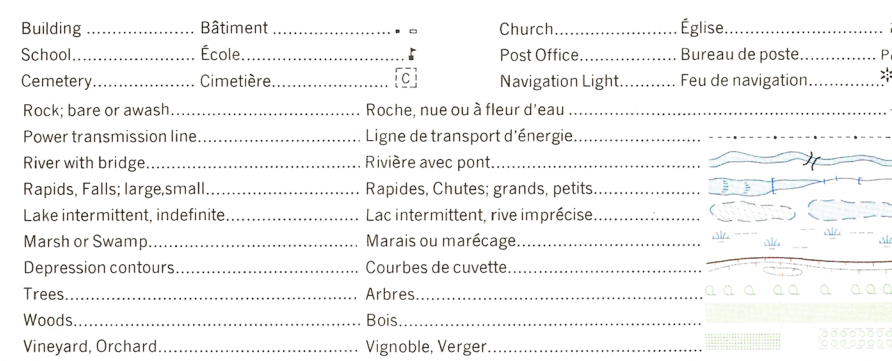 Building .................... Bâtiment ......................
Church....................... Église..................................
School....................... École...................................
Post Office.................. Bureau de poste................. P
Cemetery.................... Cimetière............................ C
Navigation Light........... Feu de navigation..............
Rock; bare or awash................................... Roche, nue ou à fleur d'eau .......................................................
Power transmission line.............................. Ligne de transport d'énergie.........................
River with bridge........................................ Rivière avec pont.........................................
Rapids, Falls; large,small............................ Rapides, Chutes; grands, petits.....................
Lake intermittent, indefinite........................ Lac intermittent, rive imprécise.....................
Marsh or Swamp........................................ Marais ou marécage....................................
Depression contours................................... Courbes de cuvette......................................
Trees......................................................... Arbres.........................................................
Woods....................................................... Bois.............................................................
Vineyard, Orchard...................................... Vignoble, Verger...........................................